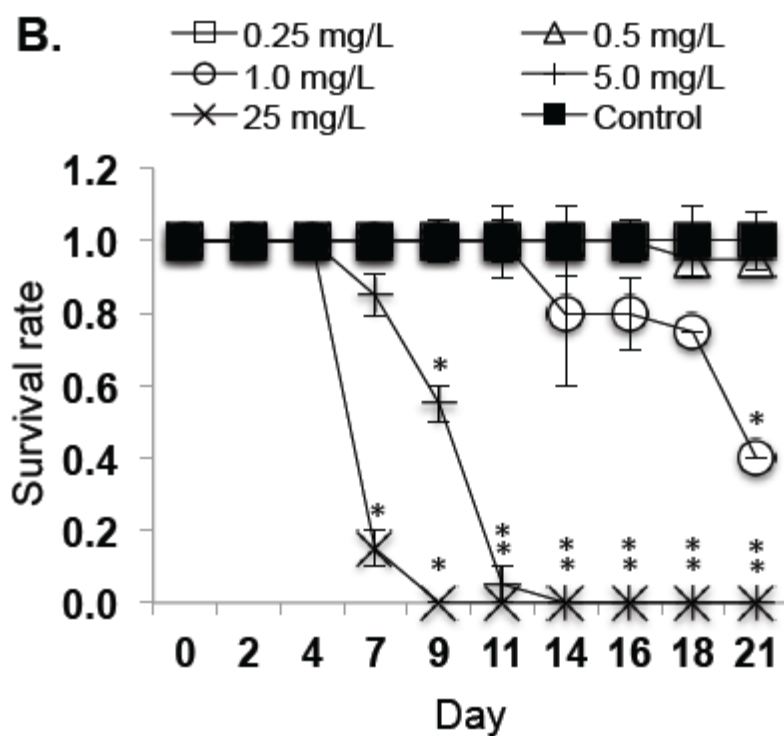 B.
0.25 mg/L 0.5 mg/L
1.0 mg/L 5.0 mg/L
25 mg/L Control
Survival rate
1.2
1.0
0.8
0.6
0.4
0.2
0.0
* * * * * * * * * * * * *
0 2 4 7 9 11 14 16 18 21
Day